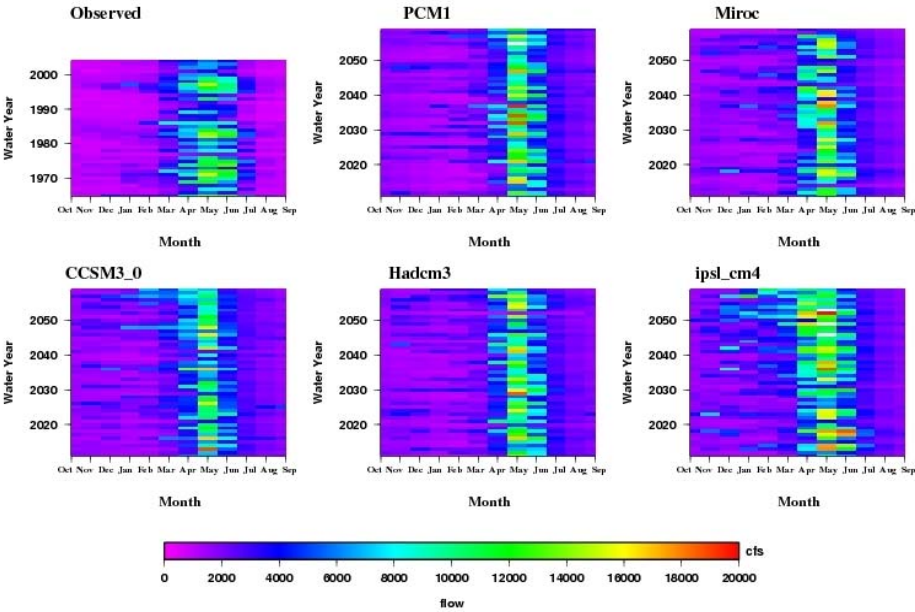 Observed
PCM1
Miroc
Water Year
2000
1990
1980
1970
Oct Nov Dec Jan Feb Mar Apr May Jun Jul Aug Sep
Month
Water Year
2050
2040
2030
2020
Oct Nov Dec Jan Feb Mar Apr May Jun Jul Aug Sep
Month
Water Year
2050
2040
2030
2020
Oct Nov Dec Jan Feb Mar Apr May Jun Jul Aug Sep
Month
CCSM3_0
Hadcm3
ipsl_cm4
Water Year
2050
2040
2030
2020
Oct Nov Dec Jan Feb Mar Apr May Jun Jul Aug Sep
Month
Water Year
2050
2040
2030
2020
Oct Nov Dec Jan Feb Mar Apr May Jun Jul Aug Sep
Month
Water Year
2050
2040
2030
2020
Oct Nov Dec Jan Feb Mar Apr May Jun Jul Aug Sep
Month
cfs
0 2000 4000 6000 8000 10000 12000 14000 16000 18000 20000
flow